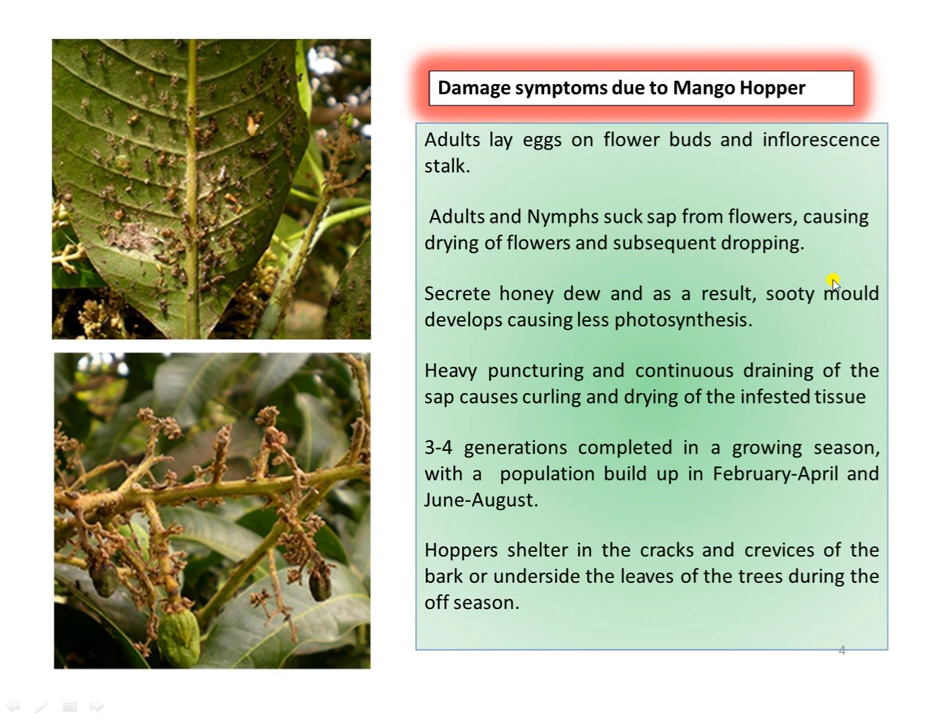 Damage symptoms due to Mango Hopper
Adults lay eggs on flower buds and inflorescence
stalk.
Adults and Nymphs suck sap from flowers, causing
drying of flowers and subsequent dropping.
Secrete honey dew and as a result, sooty mould
develops causing less photosynthesis.
Heavy puncturing and continuous draining of the
sap causes curling and drying of the infested tissue
3-4 generations completed in a growing season,
with a population build up in February-April and
June-August.
Hoppers shelter in the cracks and crevices of the
bark or underside the leaves of the trees during the
off season.
4